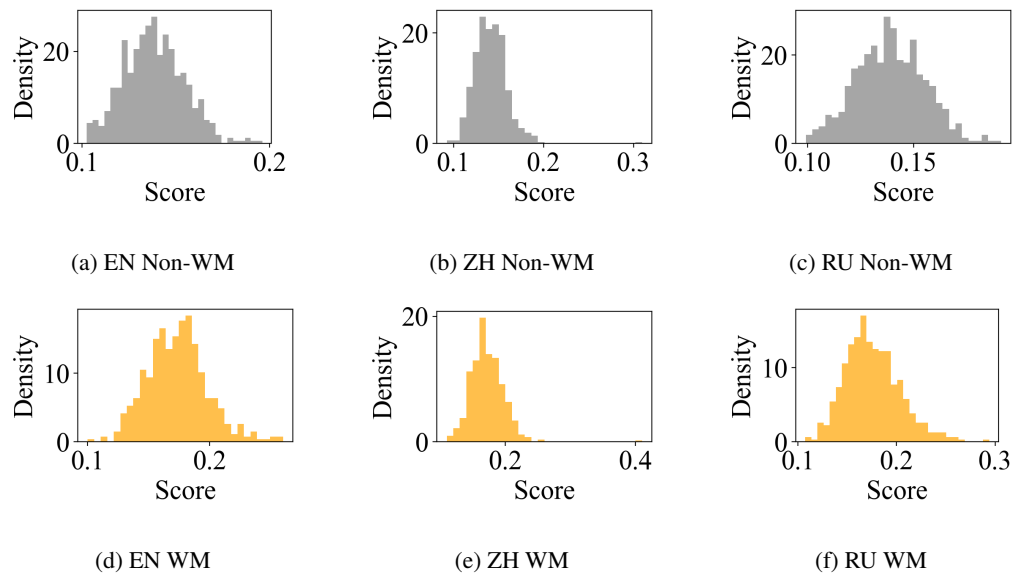 Density
20
0
0.1
0.2
Score
(a) EN Non-WM
Density
20
0
0.1
0.2
0.3
Score
(b) ZH Non-WM
Density
20
0
0.10
0.15
Score
(c) RU Non-WM
Density
10
0
0.1
0.2
Score
(d) EN WM
Density
20
10
0
0.2
0.4
Score
(e) ZH WM
Density
10
0
0.1
0.2
0.3
Score
(f) RU WM